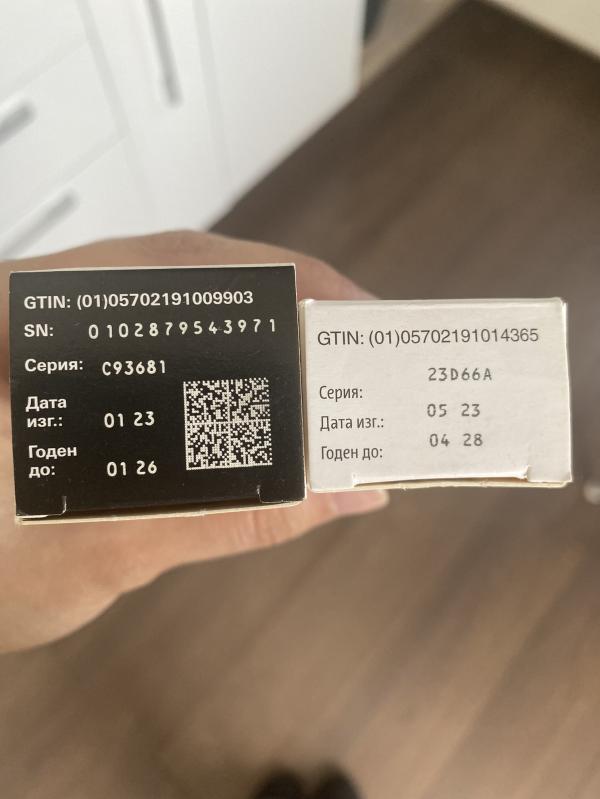 GTIN: (01)05702191009903
SN: 0102879543971
Серия: C93681
Дата
изг.: 01 23
Годен
до: 01 26
GTIN: (01)05702191014365
Серия: 23D66A
Дата изг.: 05 23
Годен до: 04 28